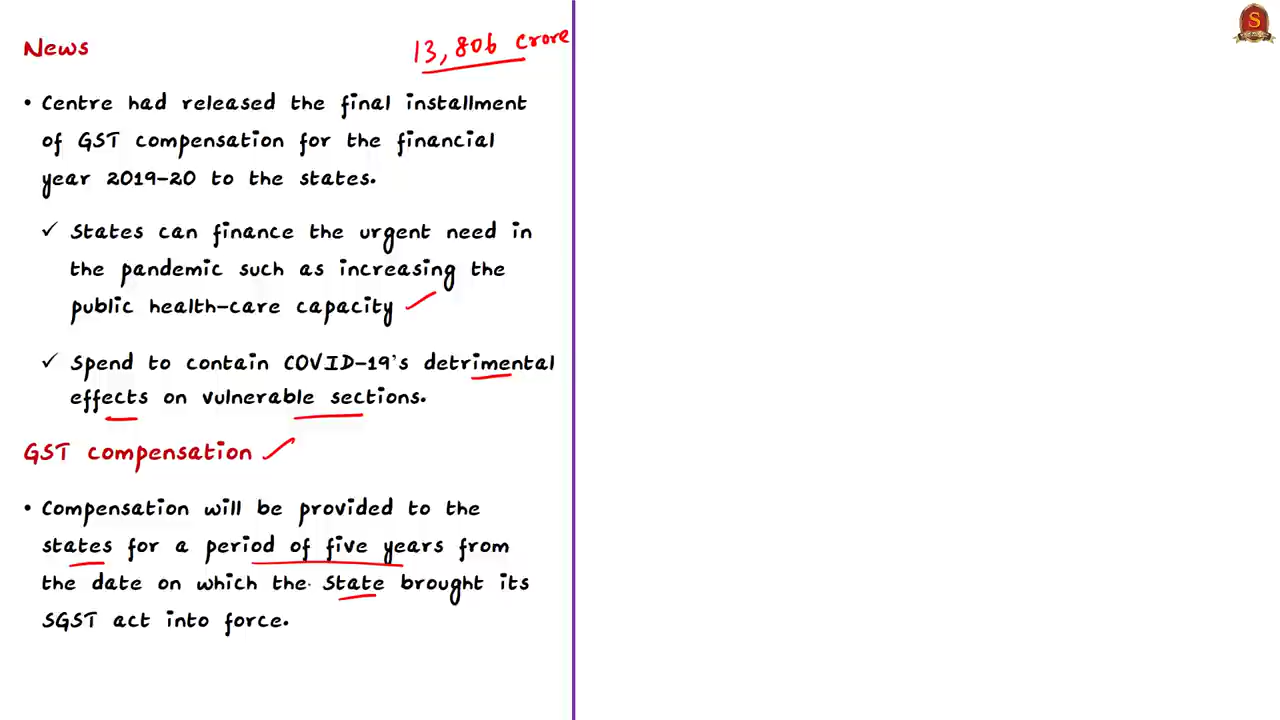 News
13,806 crore
• Centre had released the final installment
of GST compensation for the financial
year 2019-20 to the states.
✓ States can finance the urgent need in
the pandemic such as increasing the
public health-care capacity
✓ Spend to contain COVID-19's detrimental
effects on vulnerable sections.
GST compensation
• Compensation will be provided to the
states for a period of five years from
the date on which the State brought its
SGST act into force.
S